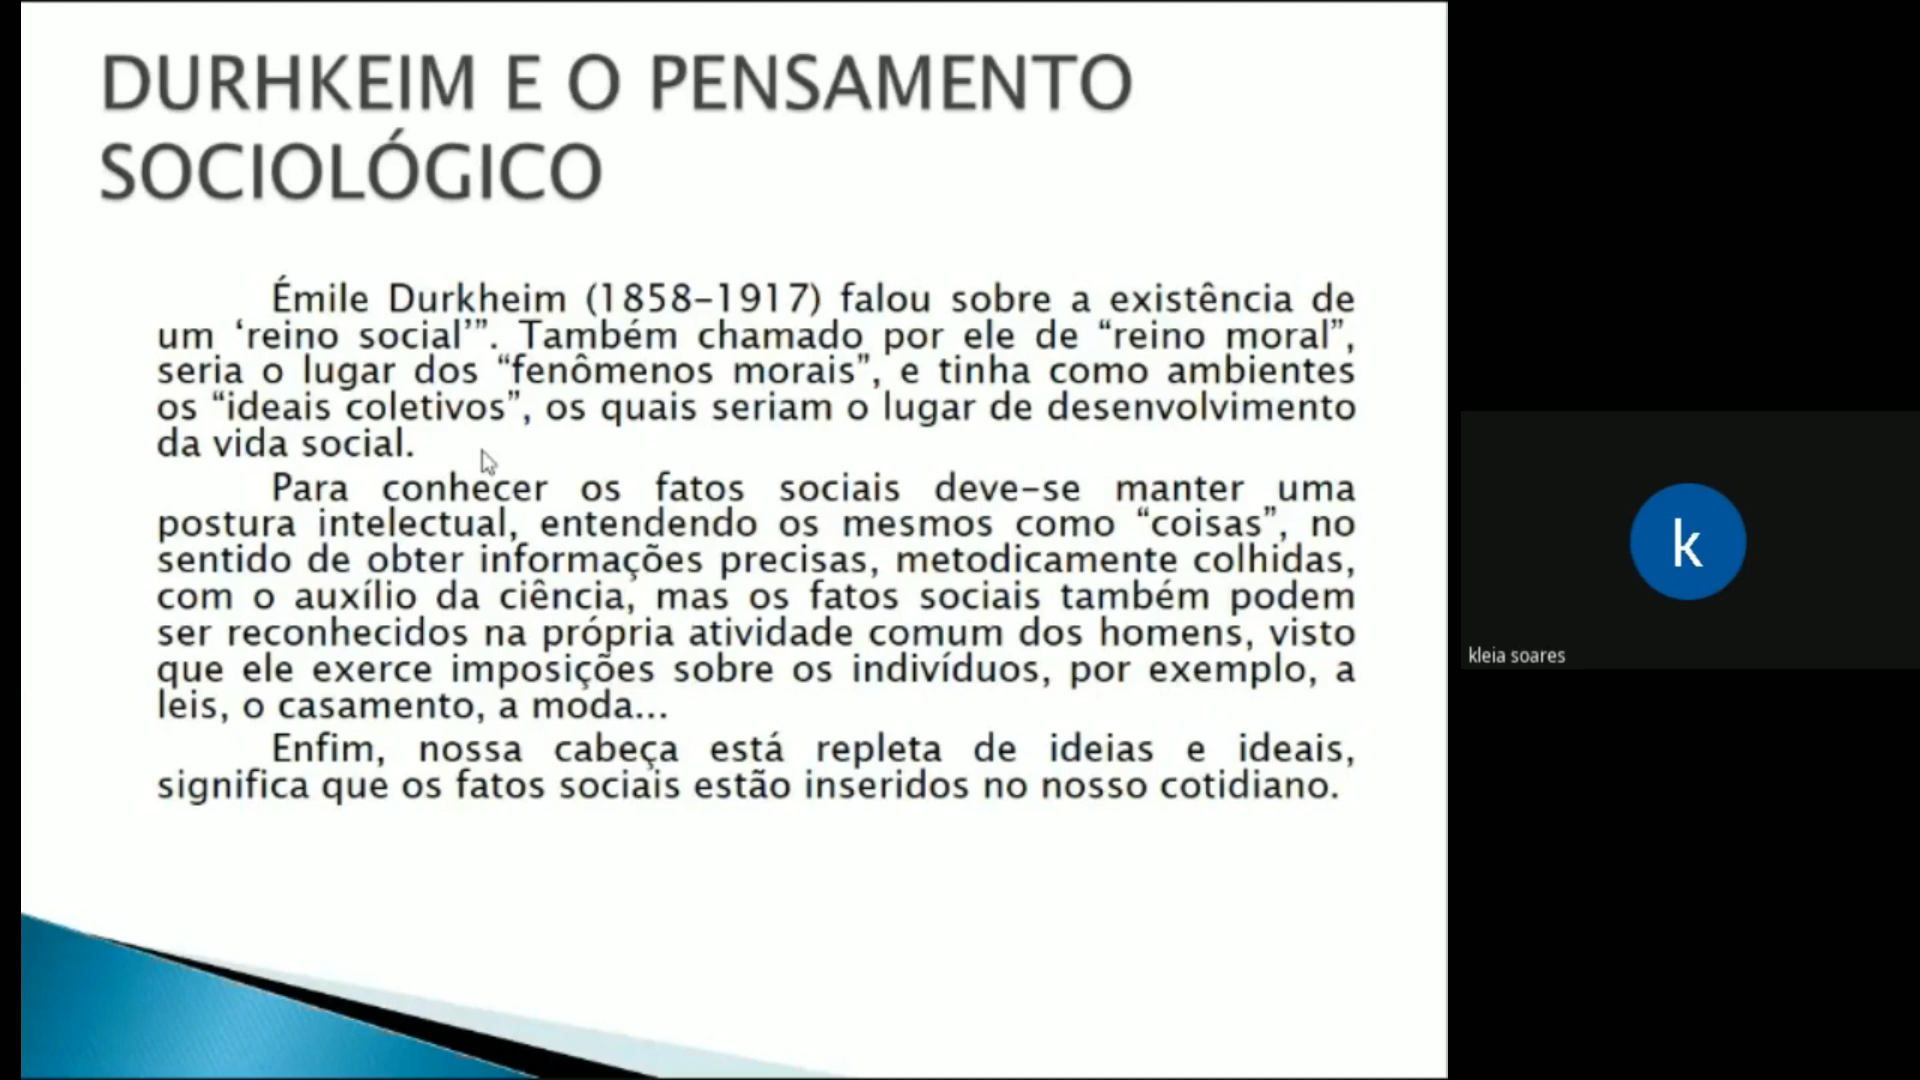 DURHKEIM E O PENSAMENTO
SOCIOLÓGICO
Émile Durkheim (1858-1917) falou sobre a existência de
um ‘reino social’”. Também chamado por ele de “reino moral”,
seria o lugar dos “fenômenos morais”, e tinha como ambientes
os “ideais coletivos”, os quais seriam o lugar de desenvolvimento
da vida social.
Para conhecer os fatos sociais deve-se manter uma
postura intelectual, entendendo os mesmos como “coisas”, no
sentido de obter informações precisas, metodicamente colhidas,
com o auxílio da ciência, mas os fatos sociais também podem
ser reconhecidos na própria atividade comum dos homens, visto
que ele exerce imposições sobre os indivíduos, por exemplo, a
leis, o casamento, a moda...
Enfim, nossa cabeça está repleta de ideias e ideais,
significa que os fatos sociais estão inseridos no nosso cotidiano.
k
kleia soares